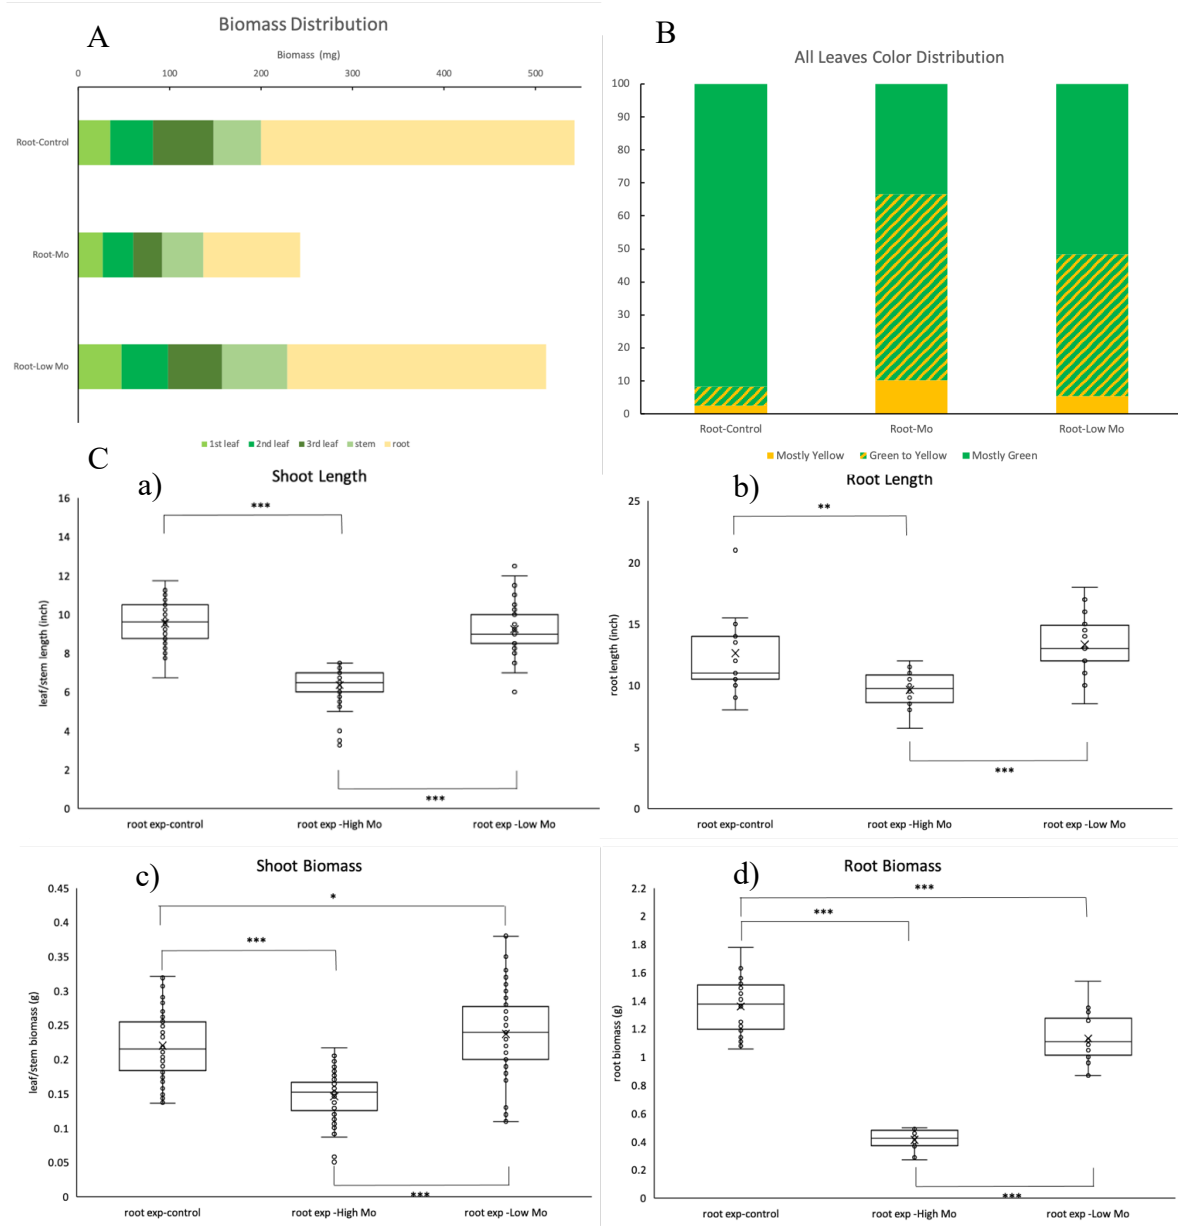 A
Biomass Distribution
Biomass (mg)
0 100 200 300 400 500
Root-Control
Root-Mo
Root-Low Mo
1st leaf 2nd leaf 3rd leaf stem root
B
All Leaves Color Distribution
100
90
80
70
60
50
40
30
20
10
0
Root-Control Root-Mo Root-Low Mo
Mostly Yellow Green to Yellow Mostly Green
C
a)
Shoot Length
leaf/stem length (inch)
16
14
12
10
8
6
4
2
0
***
***
root exp-control root exp -High Mo root exp -Low Mo
b)
Root Length
root length (inch)
25
20
15
10
5
0
**
***
root exp-control root exp -High Mo root exp -Low Mo
c)
Shoot Biomass
leaf/stem biomass (g)
0.45
0.4
0.35
0.3
0.25
0.2
0.15
0.1
0.05
0
*
***
***
root exp-control root exp -High Mo root exp -Low Mo
d)
Root Biomass
root biomass (g)
2.2
2
1.8
1.6
1.4
1.2
1
0.8
0.6
0.4
0.2
0
***
***
***
root exp-control root exp -High Mo root exp -Low Mo